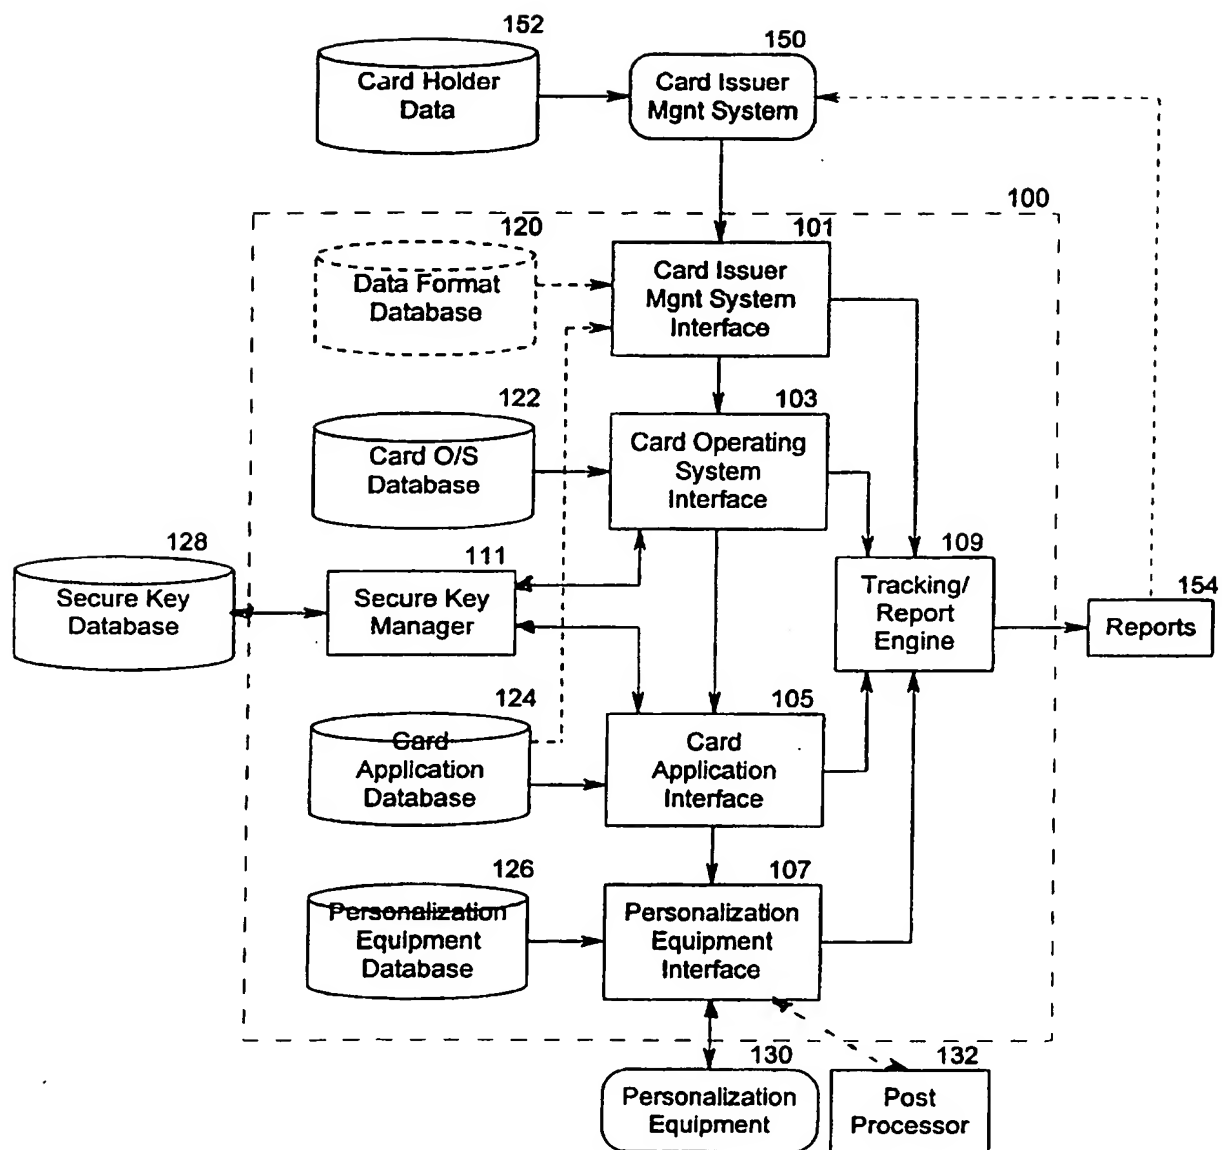 152
Card Holder
Data
150
Card Issuer
Mgnt System
100
120
Data Format
Database
101
Card Issuer
Mgnt System
Interface
122
Card O/S
Database
103
Card Operating
System
Interface
128
Secure Key
Database
111
Secure Key
Manager
109
Tracking/
Report
Engine
154
Reports
124
Card
Application
Database
105
Card
Application
Interface
126
Personalization
Equipment
Database
107
Personalization
Equipment
Interface
130
Personalization
Equipment
132
Post
Processor